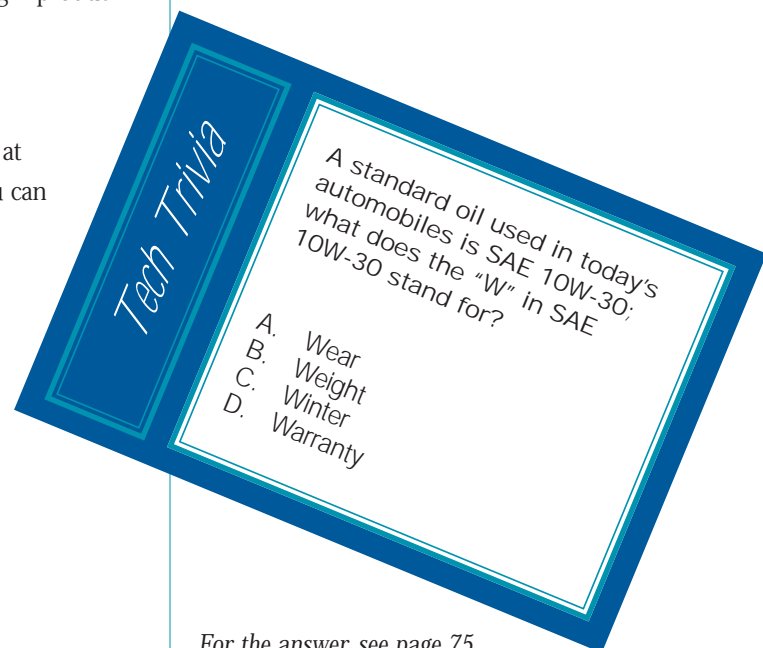 at
can
Tech Trivia
A standard oil used in today's
automobiles is SAE 10W-30;
what does the "W" in SAE
10W-30 stand for?
A. Wear
B. Weight
C. Winter
D. Warranty
For the answer, see page 75.